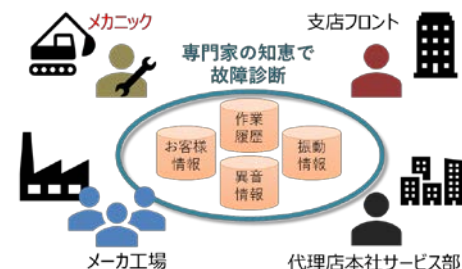 メカニック
支店フロント
専門家の知恵で
故障診断
作業
履歴
お客様
情報
振動
情報
異音
情報
メーカ工場
代理店本社サービス部